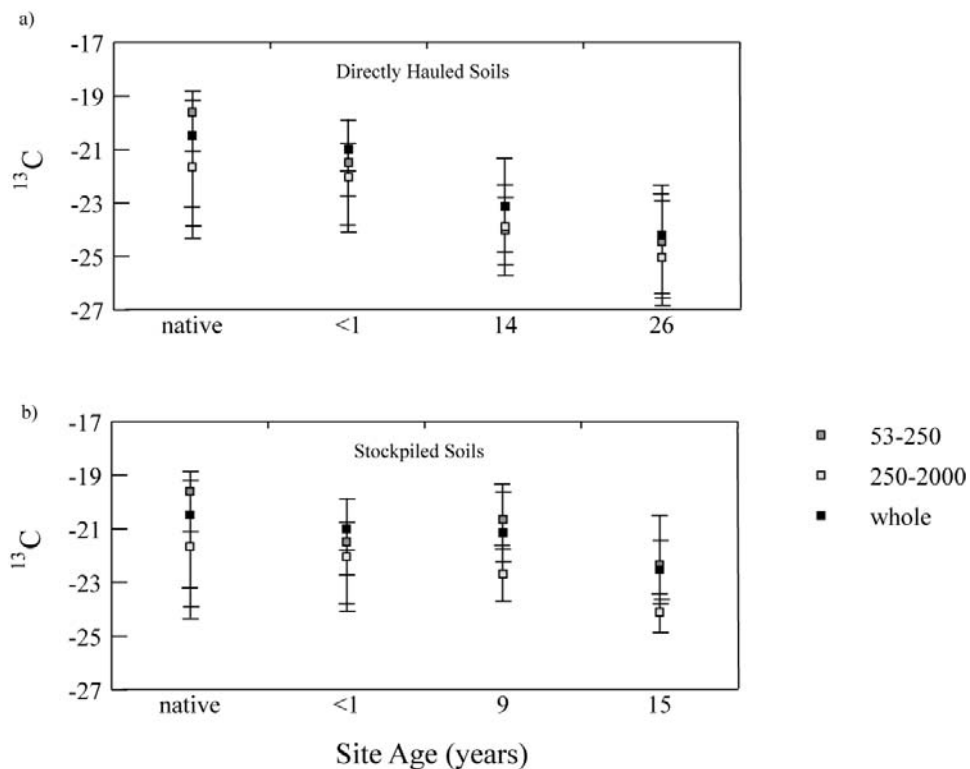 a)
-17
-19
-21
-23
-25
-27
¹³C
Directly Hauled Soils
native <1 14 26
b)
-17
-19
-21
-23
-25
-27
¹³C
Stockpiled Soils
native <1 9 15
Site Age (years)
53-250
250-2000
whole